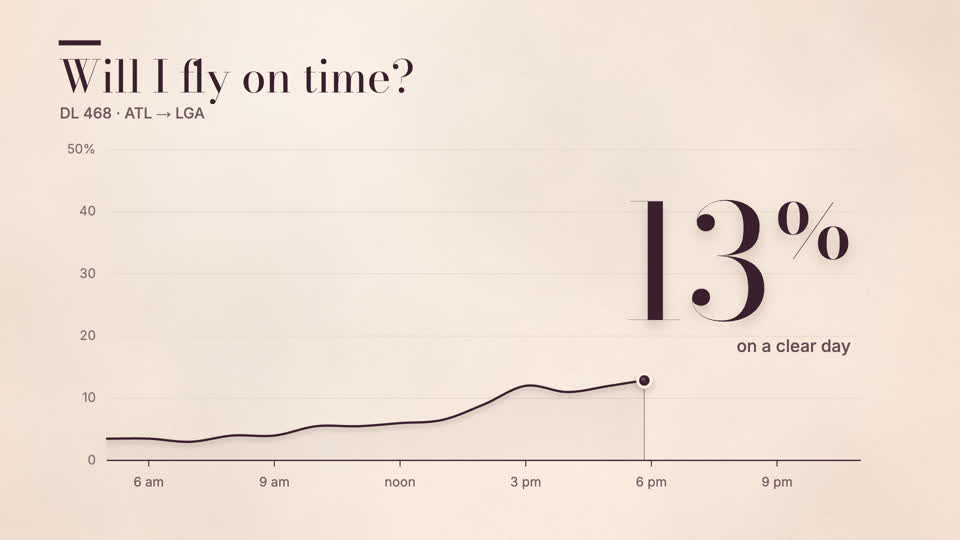 Will I fly on time?
DL 468 · ATL → LGA
50%
40
30
20
10
0
13%
on a clear day
6 am 9 am noon 3 pm 6 pm 9 pm